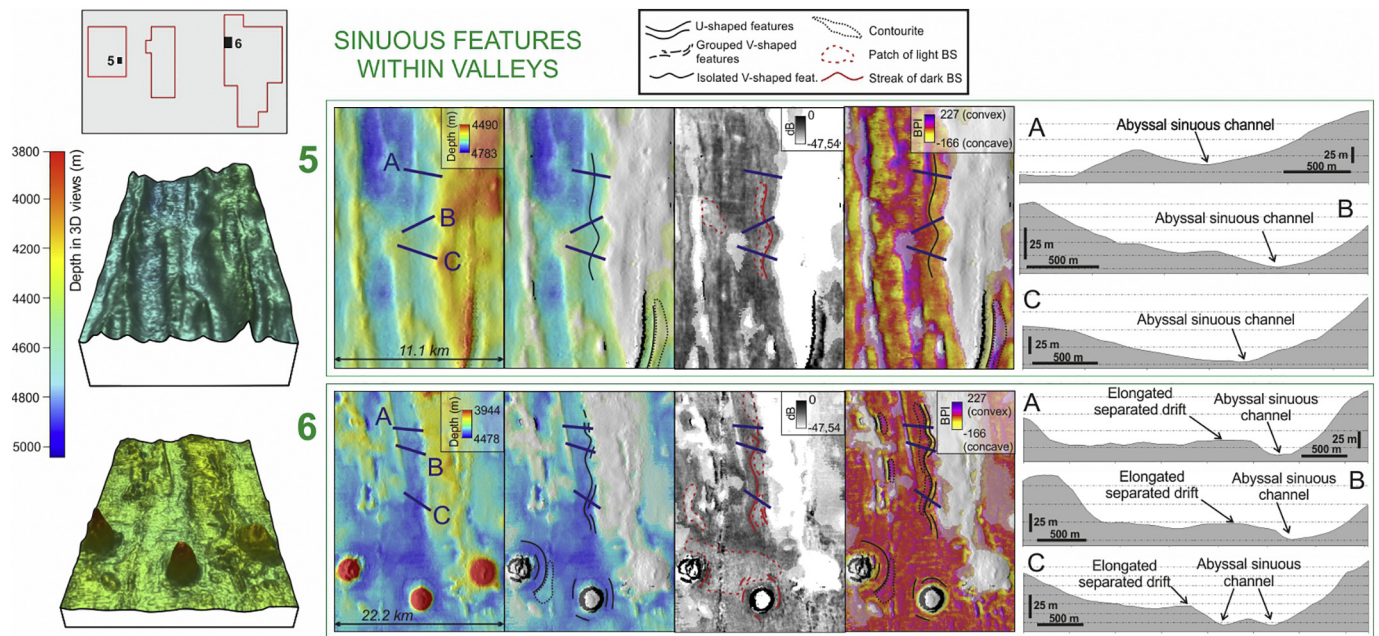 5
6
SINUOUS FEATURES
WITHIN VALLEYS
U-shaped features
Grouped V-shaped
features
Isolated V-shaped feat.
Contourite
Patch of light BS
Streak of dark BS
3800
4000
4200
4400
4600
4800
5000
Depth in 3D views (m)
5
A
B
C
Depth (m)
4490
4783
11.1 km
dB
0
-47,54
BPI
227 (convex)
-166 (concave)
A
Abyssal sinuous channel
25 m
500 m
B
Abyssal sinuous channel
25 m
500 m
C
Abyssal sinuous channel
25 m
500 m
6
A
B
C
Depth (m)
3944
4478
22.2 km
dB
0
-47,54
BPI
227
(convex)
-166
(concave)
A
Elongated
separated drift
Abyssal sinuous
channel
25 m
500 m
B
Elongated
separated drift
Abyssal sinuous
channel
25 m
500 m
C
Elongated
separated drift
Abyssal sinuous
channel
25 m
500 m